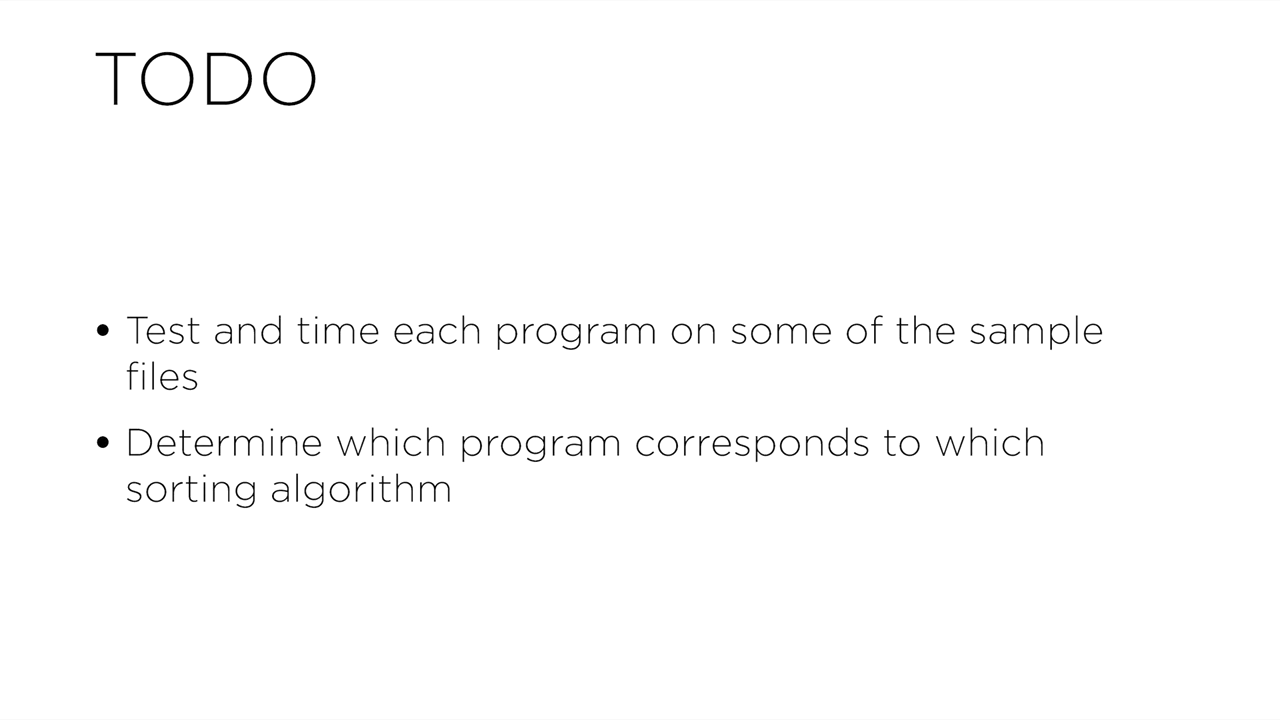 TODO
• Test and time each program on some of the sample
files
• Determine which program corresponds to which
sorting algorithm